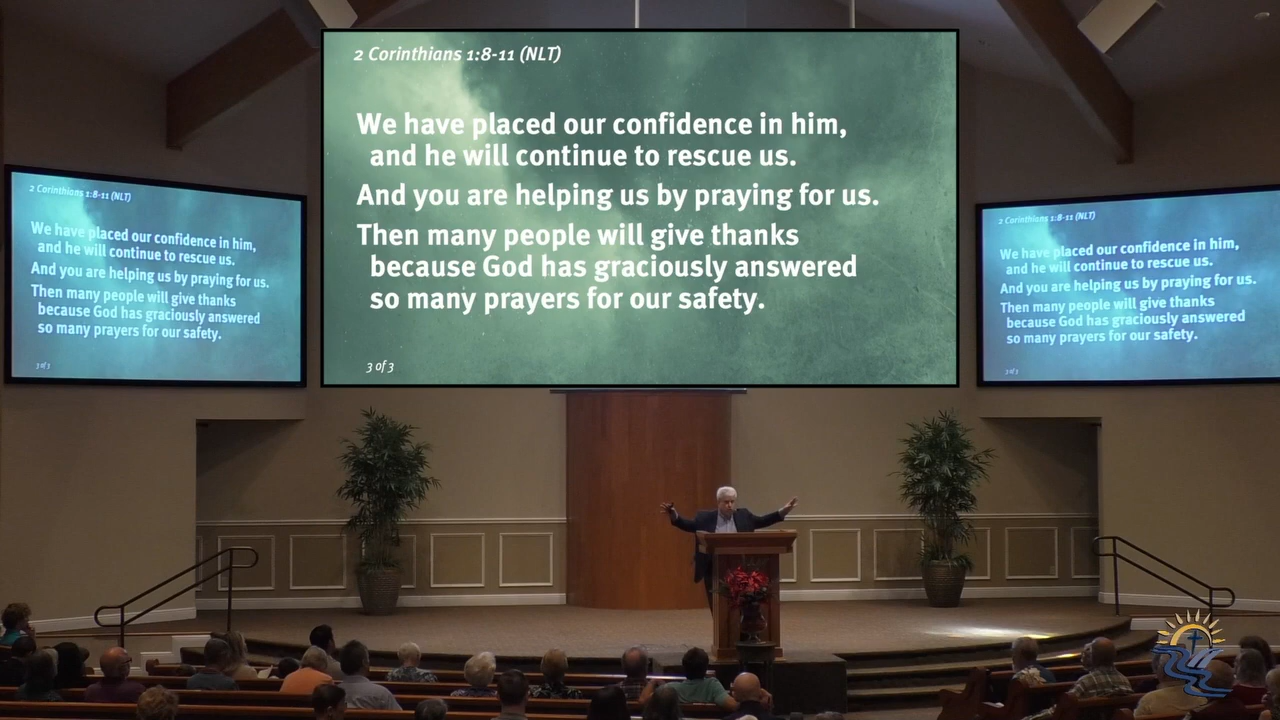 2 Corinthians 1:8-11 (NLT)
We have placed our confidence in him,
and he will continue to rescue us.
And you are helping us by praying for us.
Then many people will give thanks
because God has graciously answered
so many prayers for our safety.
3 of 3
2 Corinthians 1:8-11 (NLT)
We have placed our confidence in him,
and he will continue to rescue us.
And you are helping us by praying for us.
Then many people will give thanks
because God has graciously answered
so many prayers for our safety.
3 of 3
2 Corinthians 1:8-11 (NLT)
We have placed our confidence in him,
and he will continue to rescue us.
And you are helping us by praying for us.
Then many people will give thanks
because God has graciously answered
so many prayers for our safety.
3 of 3